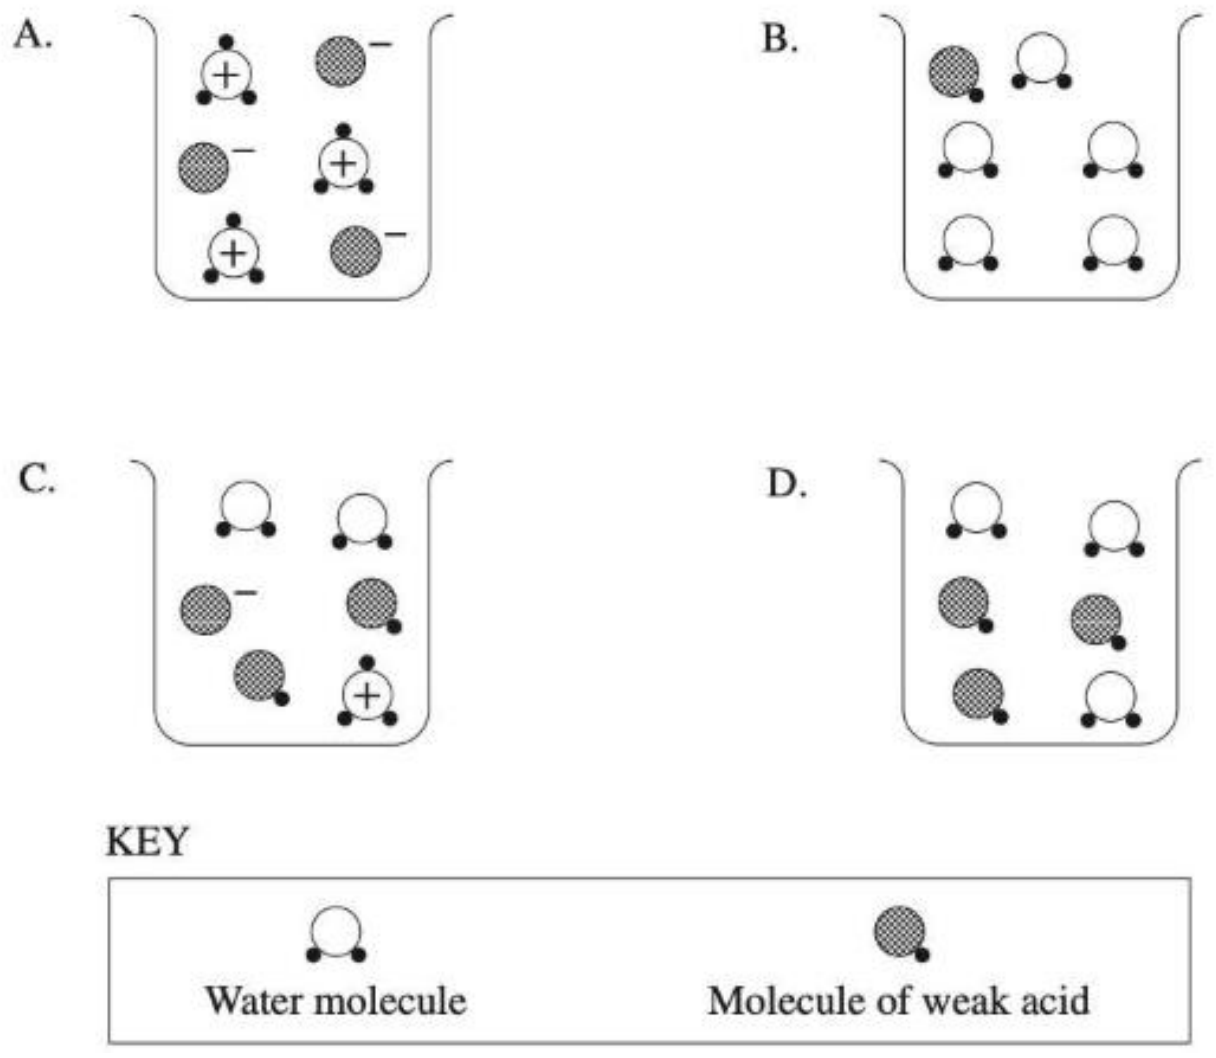 A.
B.
+
−
−
+
+
−
C.
D.
−
+
KEY
Water molecule
Molecule of weak acid